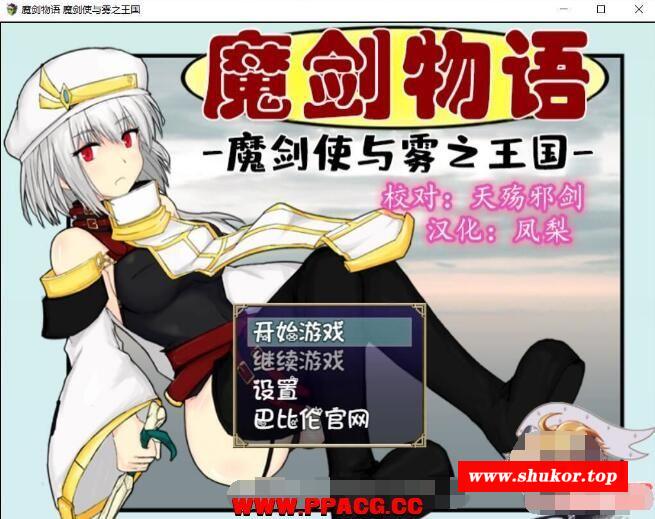 魔剑物语 魔剑使与雾之王国
魔剑物语
-魔剑使与雾之王国-
校对：天殇邪剑
汉化：凤梨
开始游戏
继续游戏
设置
巴比伦官网
www.shukor.top
WWW.PPACG.CC